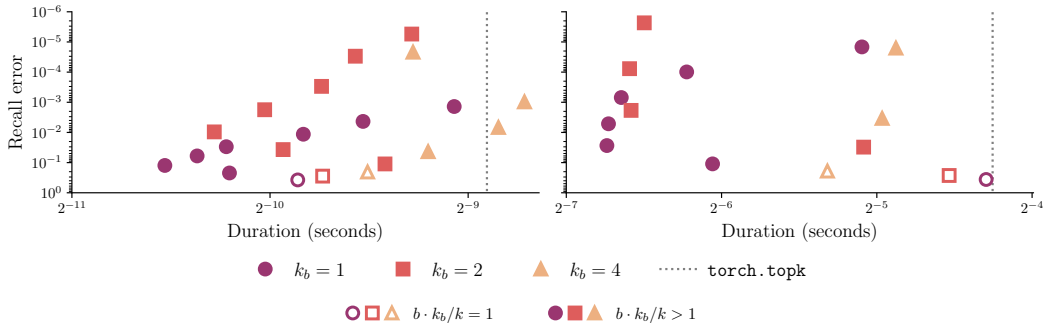 Recall error
10⁻⁶
10⁻⁵
10⁻⁴
10⁻³
10⁻²
10⁻¹
10⁰
2⁻¹¹ 2⁻¹⁰ 2⁻⁹
Duration (seconds)
2⁻⁷ 2⁻⁶ 2⁻⁵ 2⁻⁴
Duration (seconds)
k_b = 1 k_b = 2 k_b = 4 torch.topk
b · k_b/k = 1 b · k_b/k > 1